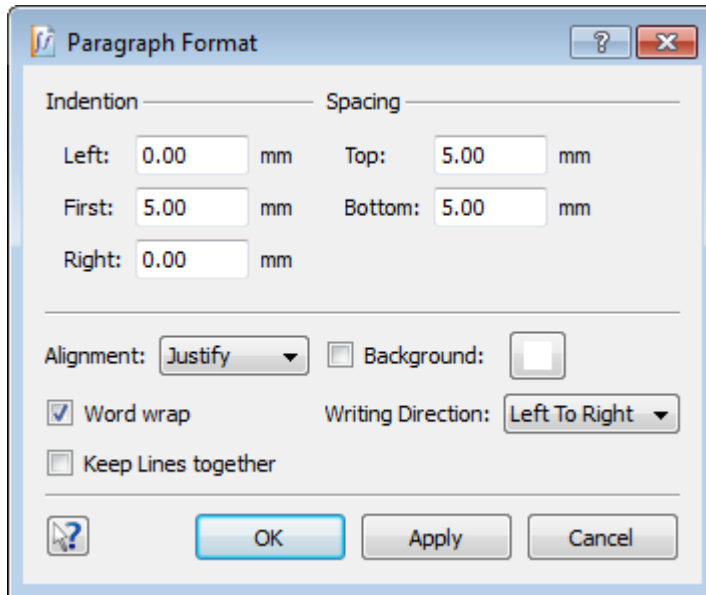 Paragraph Format
Indention Spacing
Left: 0.00 mm Top: 5.00 mm
First: 5.00 mm Bottom: 5.00 mm
Right: 0.00 mm
Alignment: Justify Background:
Word wrap Writing Direction: Left To Right
Keep Lines together
OK Apply Cancel